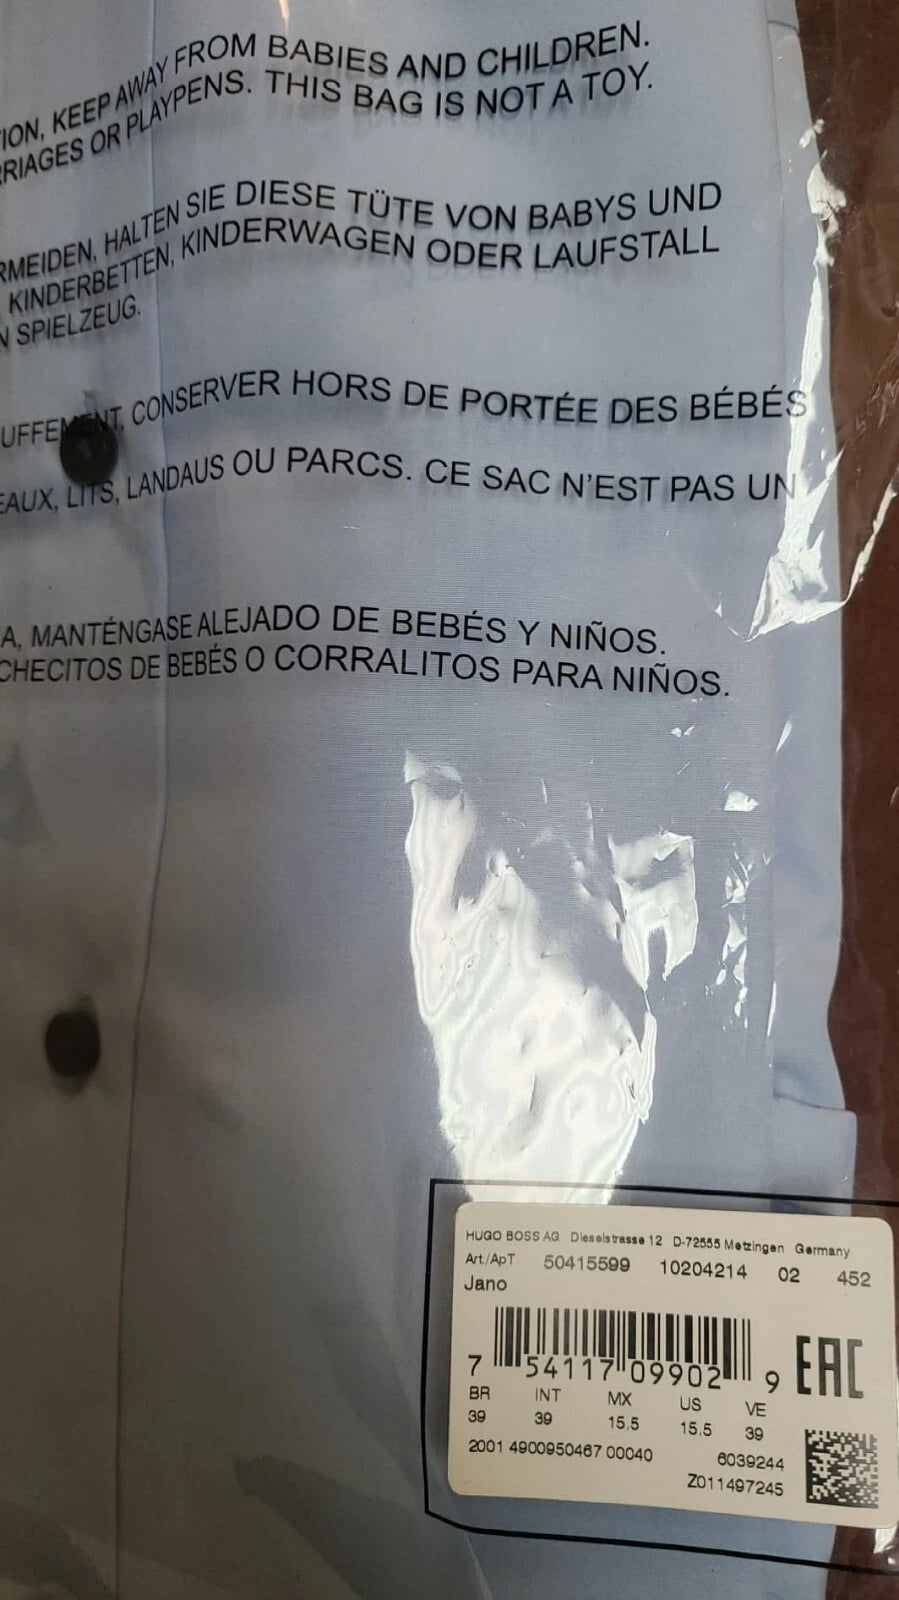 ION, KEEP AWAY FROM BABIES AND CHILDREN.
RRIAGES OR PLAYPENS. THIS BAG IS NOT A TOY.
RMEIDEN, HALTEN SIE DIESE TÜTE VON BABYS UND
KINDERBETTEN, KINDERWAGEN ODER LAUFSTALL
N SPIELZEUG.
UFFEMENT, CONSERVER HORS DE PORTÉE DES BÉBÉS
EAUX, LITS, LANDAUS OU PARCS. CE SAC N'EST PAS UN
A, MANTÉNGASE ALEJADO DE BEBÉS Y NIÑOS.
CHECITOS DE BEBÉS O CORRALITOS PARA NIÑOS.
HUGO BOSS AG Dieselstrasse 12 D-72555 Metzingen Germany
Art./ApT 50415599 10204214 02 452
Jano
7 54117 09902 9
EAC
BR INT MX US VE
39 39 15.5 15.5 39
2001 4900950467 00040 6039244
Z011497245